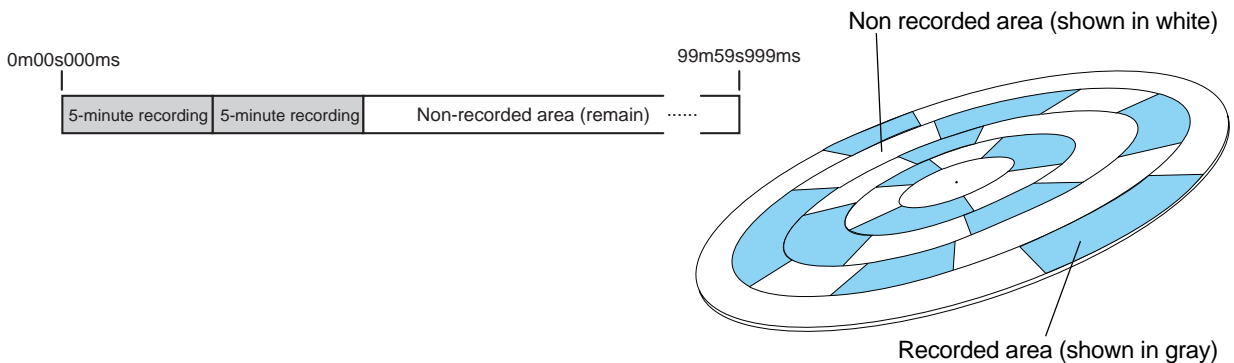 Non recorded area (shown in white)
0m00s000ms
99m59s999ms
5-minute recording
5-minute recording
Non-recorded area (remain)
......
Recorded area (shown in gray)